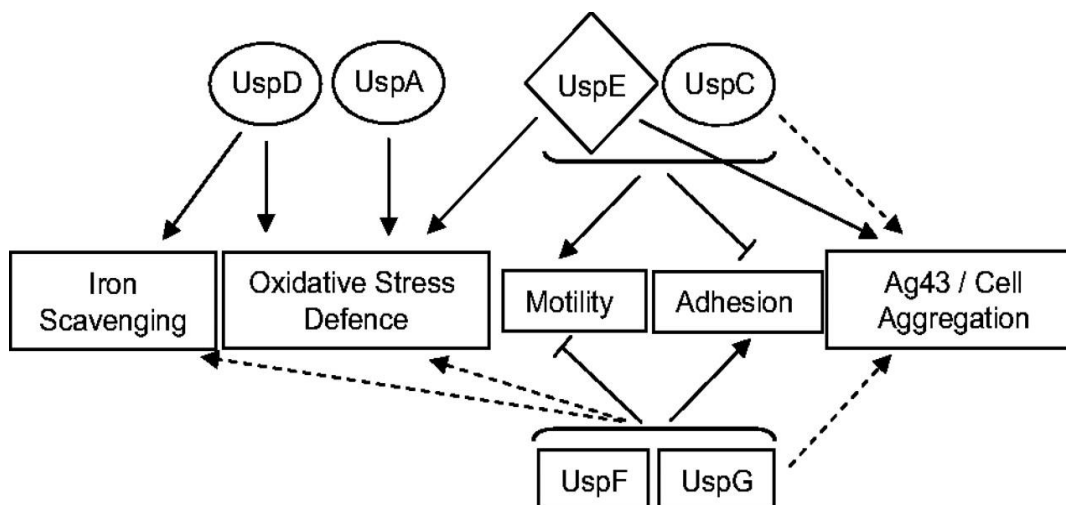 UspD
UspA
UspE
UspC
Iron
Scavenging
Oxidative Stress
Defence
Motility
Adhesion
Ag43 / Cell
Aggregation
UspF
UspG